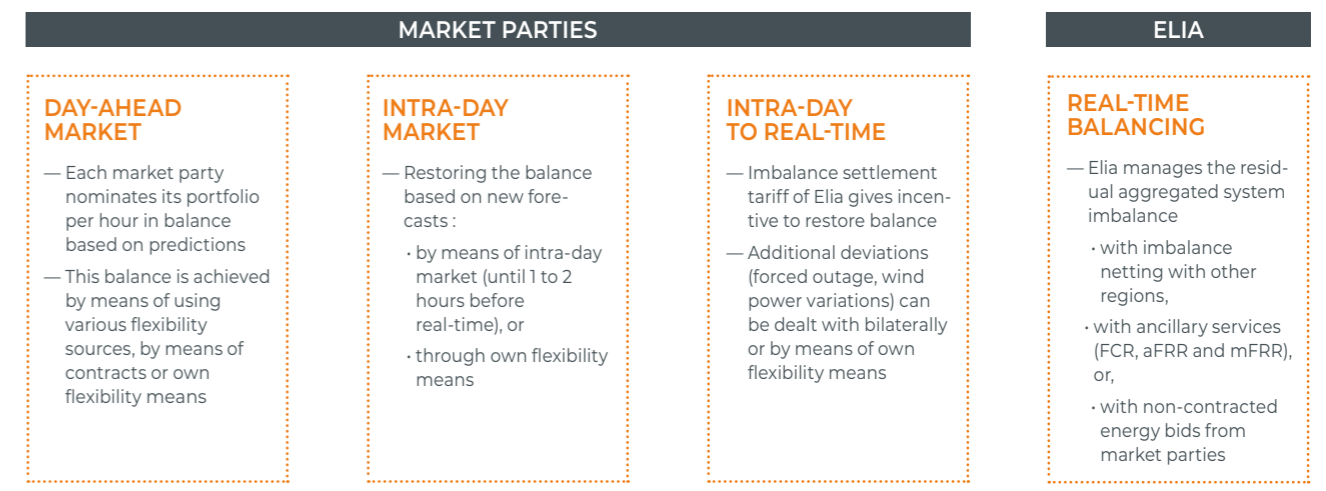 MARKET PARTIES
ELIA
DAY-AHEAD
MARKET
— Each market party
nominates its portfolio
per hour in balance
based on predictions
— This balance is achieved
by means of using
various flexibility
sources, by means of
contracts or own
flexibility means
INTRA-DAY
MARKET
— Restoring the balance
based on new fore-
casts :
· by means of intra-day
market (until 1 to 2
hours before
real-time), or
· through own flexibility
means
INTRA-DAY
TO REAL-TIME
— Imbalance settlement
tariff of Elia gives incen-
tive to restore balance
— Additional deviations
(forced outage, wind
power variations) can
be dealt with bilaterally
or by means of own
flexibility means
REAL-TIME
BALANCING
— Elia manages the resid-
ual aggregated system
imbalance
· with imbalance
netting with other
regions,
· with ancillary services
(FCR, aFRR and mFRR),
or,
· with non-contracted
energy bids from
market parties